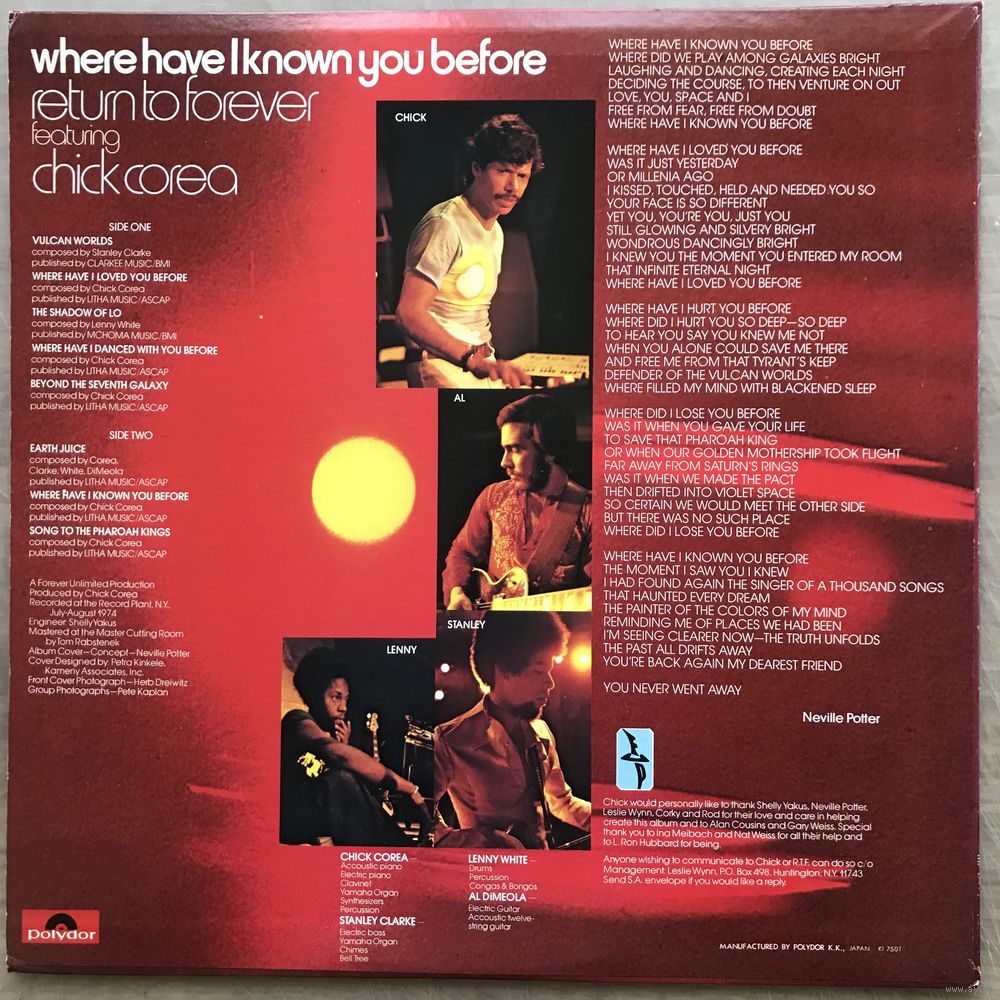 where have I known you before
return to forever
featuring
chick corea
SIDE ONE
VULCAN WORLDS
composed by Stanley Clarke
published by CLARKEE MUSIC/BMI
WHERE HAVE I LOVED YOU BEFORE
composed by Chick Corea
published by LITHA MUSIC/ASCAP
THE SHADOW OF LO
composed by Lenny White
published by MCHOMA MUSIC/BMI
WHERE HAVE I DANCED WITH YOU BEFORE
composed by Chick Corea
published by LITHA MUSIC/ASCAP
BEYOND THE SEVENTH GALAXY
composed by Chick Corea
published by LITHA MUSIC/ASCAP
SIDE TWO
EARTH JUICE
composed by Corea,
Clarke, White, DiMeola
published by LITHA MUSIC/ASCAP
WHERE HAVE I KNOWN YOU BEFORE
composed by Chick Corea
published by LITHA MUSIC/ASCAP
SONG TO THE PHAROAH KINGS
composed by Chick Corea
published by LITHA MUSIC/ASCAP
A Forever Unlimited Production
Produced by Chick Corea
Recorded at the Record Plant, N.Y.,
July-August 1974
Engineer: Shelly Yakus
Mastered at the Master Cutting Room
by Tom Rabstenek
Album Cover—Concept—Neville Potter
Cover Designed by: Petra Kinkele,
Kameny Associates, Inc.
Front Cover Photograph—Herb Dreiwitz
Group Photographs—Pete Kaplan
polydor
CHICK
AL
STANLEY
LENNY
CHICK COREA
Accoustic piano
Electric piano
Clavinet
Yamaha Organ
Synthesizers
Percussion
STANLEY CLARKE—
Electric bass
Yamaha Organ
Chimes
Bell Tree
LENNY WHITE—
Drums
Percussion
Congas & Bongos
AL DiMEOLA—
Electric Guitar
Accoustic twelve-
string guitar
WHERE HAVE I KNOWN YOU BEFORE
WHERE DID WE PLAY AMONG GALAXIES BRIGHT
LAUGHING AND DANCING, CREATING EACH NIGHT
DECIDING THE COURSE, TO THEN VENTURE ON OUT
LOVE, YOU, SPACE AND I
FREE FROM FEAR, FREE FROM DOUBT
WHERE HAVE I KNOWN YOU BEFORE
WHERE HAVE I LOVED YOU BEFORE
WAS IT JUST YESTERDAY
OR MILLENIA AGO
I KISSED, TOUCHED, HELD AND NEEDED YOU SO
YOUR FACE IS SO DIFFERENT
YET YOU, YOU'RE YOU, JUST YOU
STILL GLOWING AND SILVERY BRIGHT
WONDROUS DANCINGLY BRIGHT
I KNEW YOU THE MOMENT YOU ENTERED MY ROOM
THAT INFINITE ETERNAL NIGHT
WHERE HAVE I LOVED YOU BEFORE
WHERE HAVE I HURT YOU BEFORE
WHERE DID I HURT YOU SO DEEP—SO DEEP
TO HEAR YOU SAY YOU KNEW ME NOT
WHEN YOU ALONE COULD SAVE ME THERE
AND FREE ME FROM THAT TYRANT'S KEEP
DEFENDER OF THE VULCAN WORLDS
WHERE FILLED MY MIND WITH BLACKENED SLEEP
WHERE DID I LOSE YOU BEFORE
WAS IT WHEN YOU GAVE YOUR LIFE
TO SAVE THAT PHAROAH KING
OR WHEN OUR GOLDEN MOTHERSHIP TOOK FLIGHT
FAR AWAY FROM SATURN'S RINGS
WAS IT WHEN WE MADE THE PACT
THEN DRIFTED INTO VIOLET SPACE
SO CERTAIN WE WOULD MEET THE OTHER SIDE
BUT THERE WAS NO SUCH PLACE
WHERE DID I LOSE YOU BEFORE
WHERE HAVE I KNOWN YOU BEFORE
THE MOMENT I SAW YOU I KNEW
I HAD FOUND AGAIN THE SINGER OF A THOUSAND SONGS
THAT HAUNTED EVERY DREAM
THE PAINTER OF THE COLORS OF MY MIND
REMINDING ME OF PLACES WE HAD BEEN
I'M SEEING CLEARER NOW—THE TRUTH UNFOLDS
THE PAST ALL DRIFTS AWAY
YOU'RE BACK AGAIN MY DEAREST FRIEND
YOU NEVER WENT AWAY
Neville Potter
Chick would personally like to thank Shelly Yakus, Neville Potter,
Leslie Wynn, Corky and Rod for their love and care in helping
create this album and to Alan Cousins and Gary Weiss. Special
thank you to Ina Meibach and Nat Weiss for all their help and
to L. Ron Hubbard for being.
Anyone wishing to communicate to Chick or R.T.F. can do so c/o
Management: Leslie Wynn, P.O. Box 498, Huntington, N.Y. 11743
Send S.A. envelope if you would like a reply.
MANUFACTURED BY POLYDOR K.K., JAPAN KI 7501